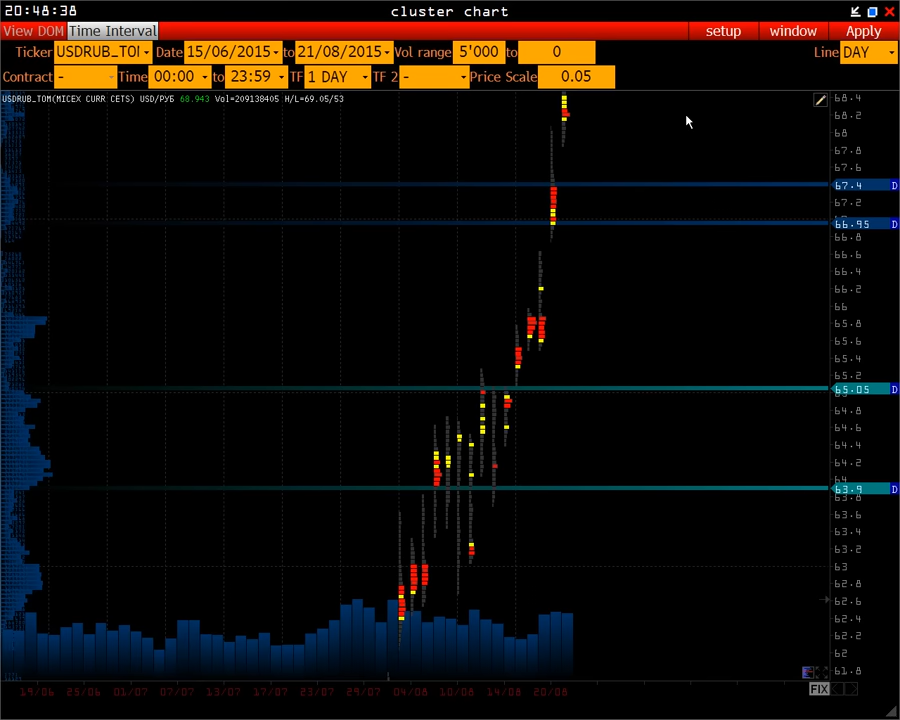 20:48:38 cluster chart
View DOM Time Interval setup window Apply
Ticker USDRUB_TOI Date 15/06/2015 to 21/08/2015 Vol range 5'000 to 0 Line DAY
Contract - Time 00:00 to 23:59 TF 1 DAY TF 2 - Price Scale 0.05
USDRUB_TOM(MICEX CURR CETS) USD/РУБ 68.943 Vol=209138405 H/L=69.05/53
68.4
68.2
68
67.8
67.6
67.4 D
67.2
66.95 D
66.8
66.6
66.4
66.2
66
65.8
65.6
65.4
65.2
65.05 D
64.8
64.6
64.4
64.2
64
63.9 D
63.8
63.6
63.4
63.2
63
62.8
62.6
62.4
62.2
62
61.8
19/06 25/06 01/07 07/07 13/07 17/07 23/07 29/07 04/08 10/08 14/08 20/08
FIX